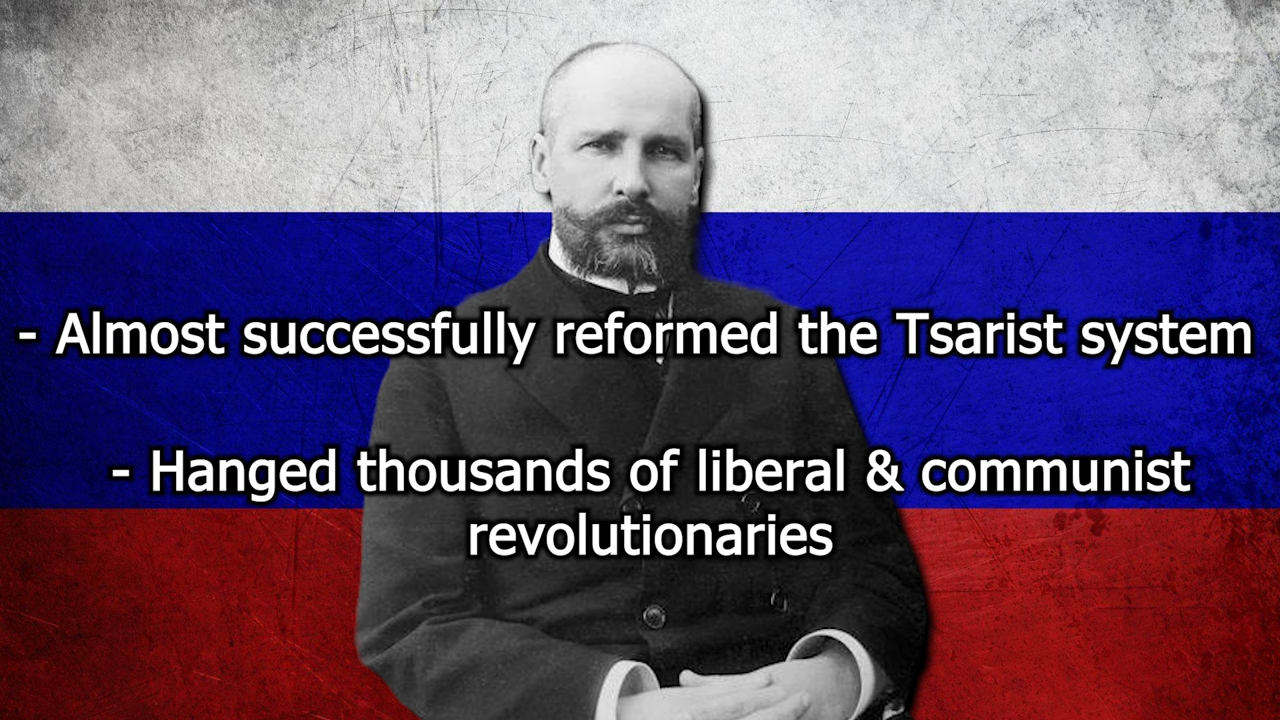 - Almost successfully reformed the Tsarist system
- Hanged thousands of liberal & communist
revolutionaries